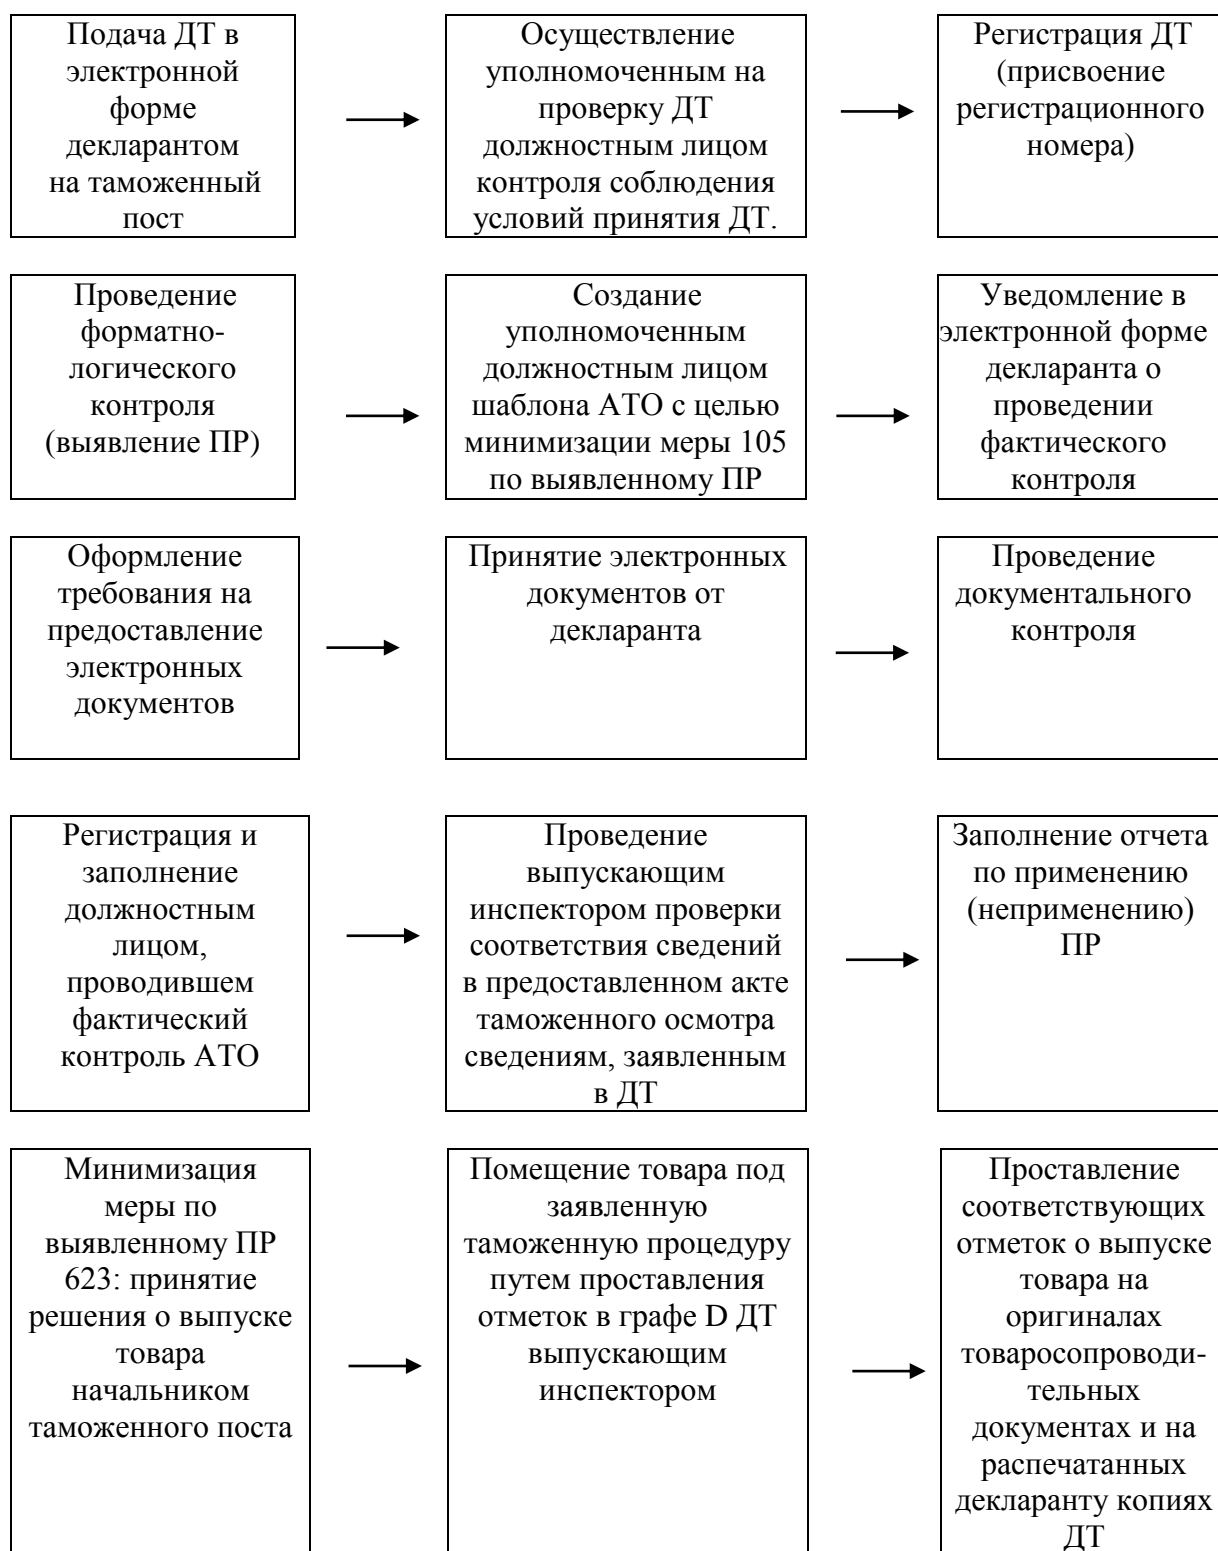 Подача ДТ в
электронной
форме
декларантом
на таможенный
пост
Осуществление
уполномоченным на
проверку ДТ
должностным лицом
контроля соблюдения
условий принятия ДТ.
Регистрация ДТ
(присвоение
регистрационного
номера)
Проведение
форматно-
логического
контроля
(выявление ПР)
Создание
уполномоченным
должностным лицом
шаблона АТО с целью
минимизации меры 105
по выявленному ПР
Уведомление в
электронной форме
декларанта о
проведении
фактического
контроля
Оформление
требования на
предоставление
электронных
документов
Принятие электронных
документов от
декларанта
Проведение
документального
контроля
Регистрация и
заполнение
должностным
лицом,
проводившем
фактический
контроль АТО
Проведение
выпускающим
инспектором проверки
соответствия сведений
в предоставленном акте
таможенного осмотра
сведениям, заявленным
в ДТ
Заполнение отчета
по применению
(неприменению)
ПР
Минимизация
меры по
выявленному ПР
623: принятие
решения о выпуске
товара
начальником
таможенного поста
Помещение товара под
заявленную
таможенную процедуру
путем проставления
отметок в графе D ДТ
выпускающим
инспектором
Проставление
соответствующих
отметок о выпуске
товара на
оригиналах
товаросопроводи-
тельных
документах и на
распечатанных
декларанту копиях
ДТ